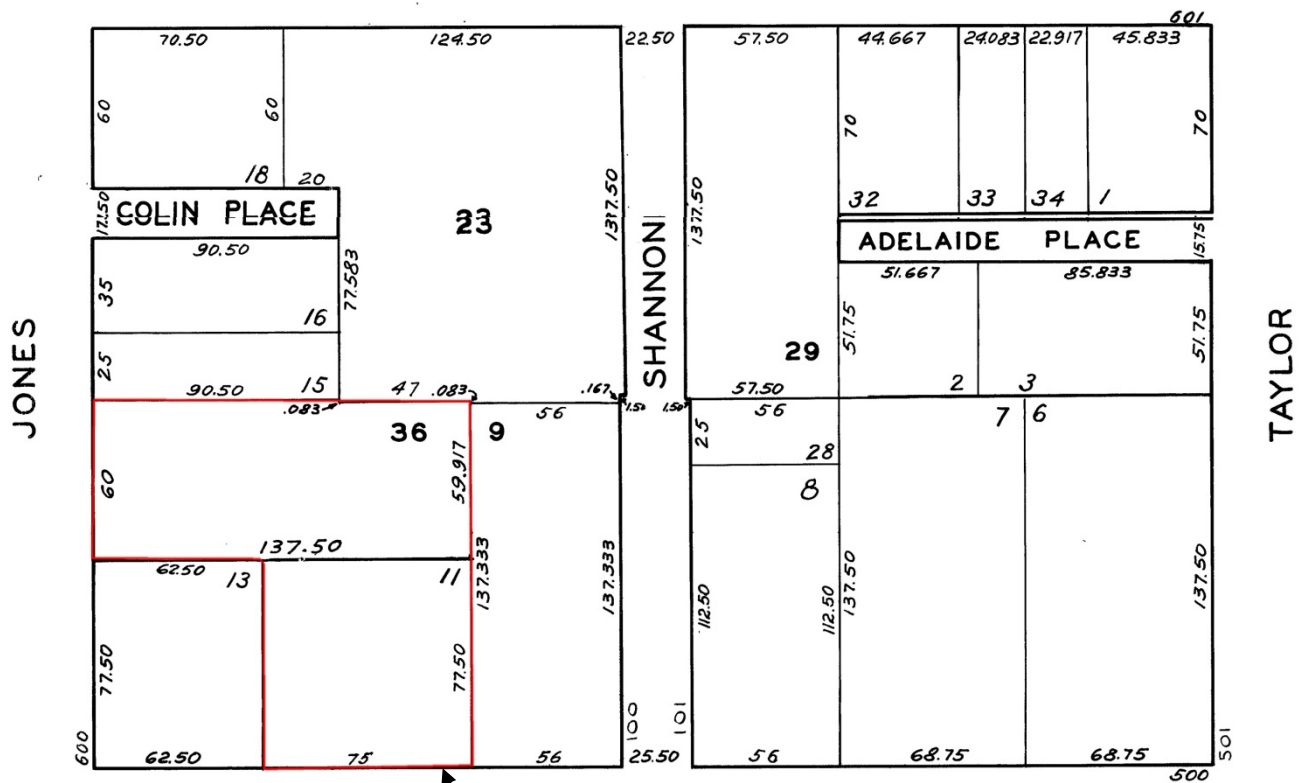 601
70.50 124.50 22.50 57.50 44.667 24.083 22.917 45.833
60 60 70 70
18 20 32 33 34 1
17.50 COLIN PLACE 23 137.50 137.50
ADELAIDE PLACE 15.75
90.50 77.583 51.667 85.833
35 16 SHANNON 29 51.75 51.75
JONES TAYLOR
25 15 2 3
90.50 47 .083 .167 57.50
.083 56 1.50 1.50 56 7 6
36 9 25 28
60 59.917 8
137.50 137.333 137.333 137.50 137.50
62.50 13 11 112.50 112.50
77.50 77.50
600 100 101 501
62.50 75 56 25.50 56 68.75 68.75
500